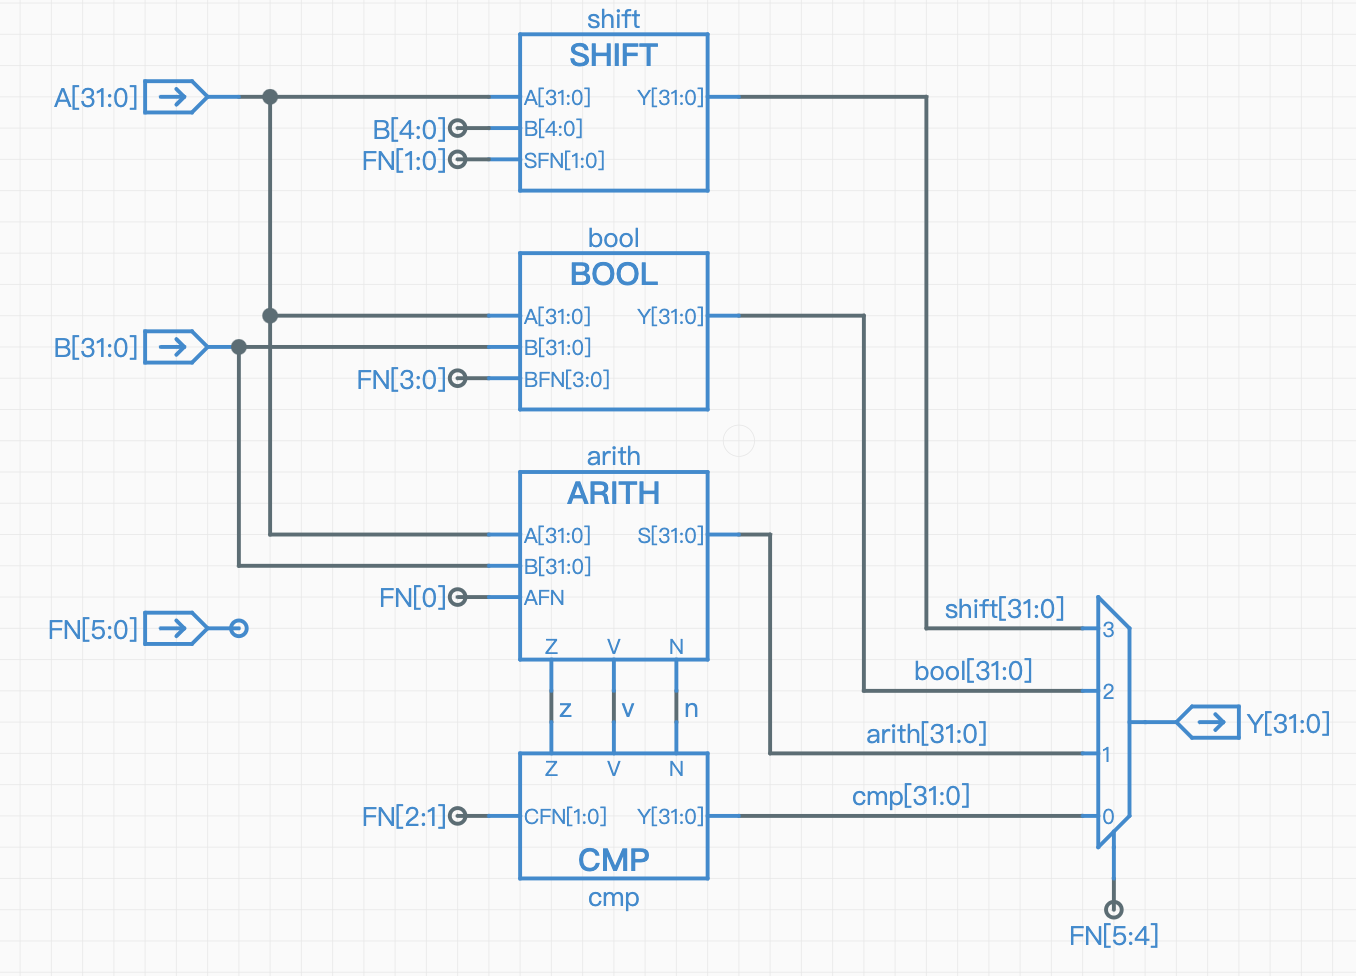 shift
SHIFT
A[31:0]
A[31:0]
Y[31:0]
B[4:0]
B[4:0]
FN[1:0]
SFN[1:0]
bool
BOOL
A[31:0]
Y[31:0]
B[31:0]
B[31:0]
FN[3:0]
BFN[3:0]
arith
ARITH
A[31:0]
S[31:0]
B[31:0]
FN[0]
AFN
FN[5:0]
Z
V
N
z
v
n
Z
V
N
FN[2:1]
CFN[1:0]
Y[31:0]
CMP
cmp
shift[31:0]
3
bool[31:0]
2
arith[31:0]
1
cmp[31:0]
0
Y[31:0]
FN[5:4]